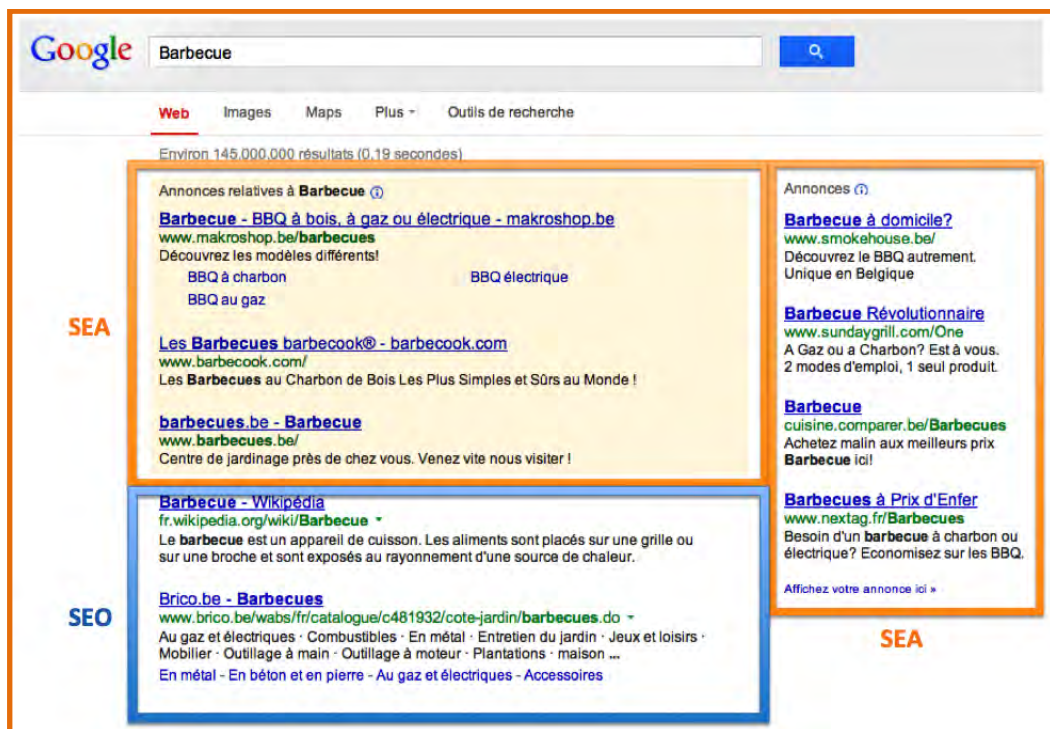 Google
Barbecue
Web Images Maps Plus Outils de recherche
Environ 145.000.000 résultats (0,19 secondes)
SEA
Annonces relatives à Barbecue
Barbecue - BBQ à bois, à gaz ou électrique - makroshop.be
www.makroshop.be/barbecues
Découvrez les modèles différents!
BBQ à charbon BBQ électrique
BBQ au gaz
Les Barbecues barbecook® - barbecook.com
www.barbecook.com/
Les Barbecues au Charbon de Bois Les Plus Simples et Sûrs au Monde !
barbecues.be - Barbecue
www.barbecues.be/
Centre de jardinage près de chez vous. Venez vite nous visiter !
SEO
Barbecue - Wikipédia
fr.wikipedia.org/wiki/Barbecue
Le barbecue est un appareil de cuisson. Les aliments sont placés sur une grille ou
sur une broche et sont exposés au rayonnement d'une source de chaleur.
Brico.be - Barbecues
www.brico.be/wabs/fr/catalogue/c481932/cote-jardin/barbecues.do
Au gaz et électriques · Combustibles · En métal · Entretien du jardin · Jeux et loisirs ·
Mobilier · Outillage à main · Outillage à moteur · Plantations · maison ...
En métal - En béton et en pierre - Au gaz et électriques - Accessoires
Annonces
Barbecue à domicile?
www.smokehouse.be/
Découvrez le BBQ autrement.
Unique en Belgique
Barbecue Révolutionnaire
www.sundaygrill.com/One
A Gaz ou a Charbon? Est à vous.
2 modes d'emploi, 1 seul produit.
Barbecue
cuisine.comparer.be/Barbecues
Achetez malin aux meilleurs prix
Barbecue ici!
Barbecues à Prix d'Enfer
www.nextag.fr/Barbecues
Besoin d'un barbecue à charbon ou
électrique? Economisez sur les BBQ.
Affichez votre annonce ici »
SEA